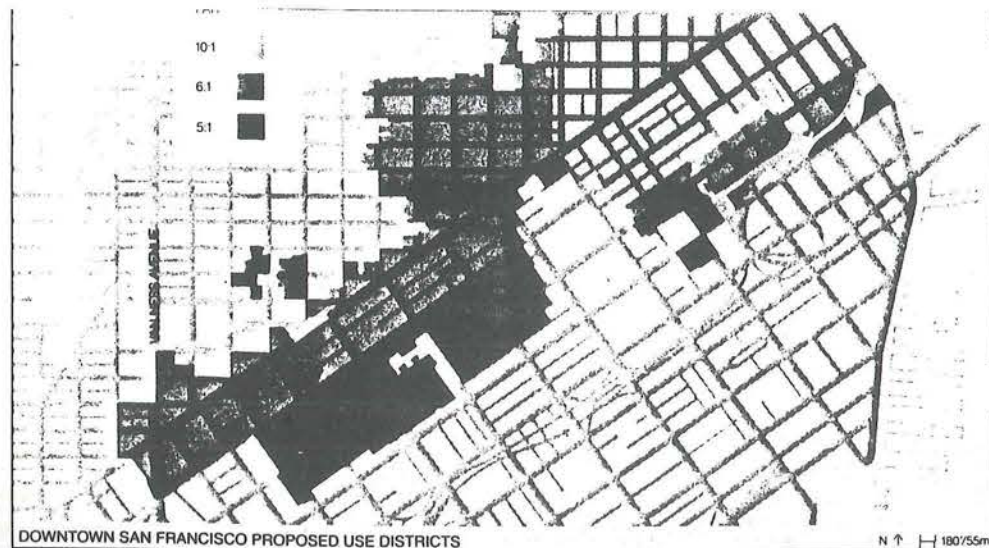 10:1
6:1
5:1
VAN NESS AVENUE
DOWNTOWN SAN FRANCISCO PROPOSED USE DISTRICTS
N ↑ 180'/55m